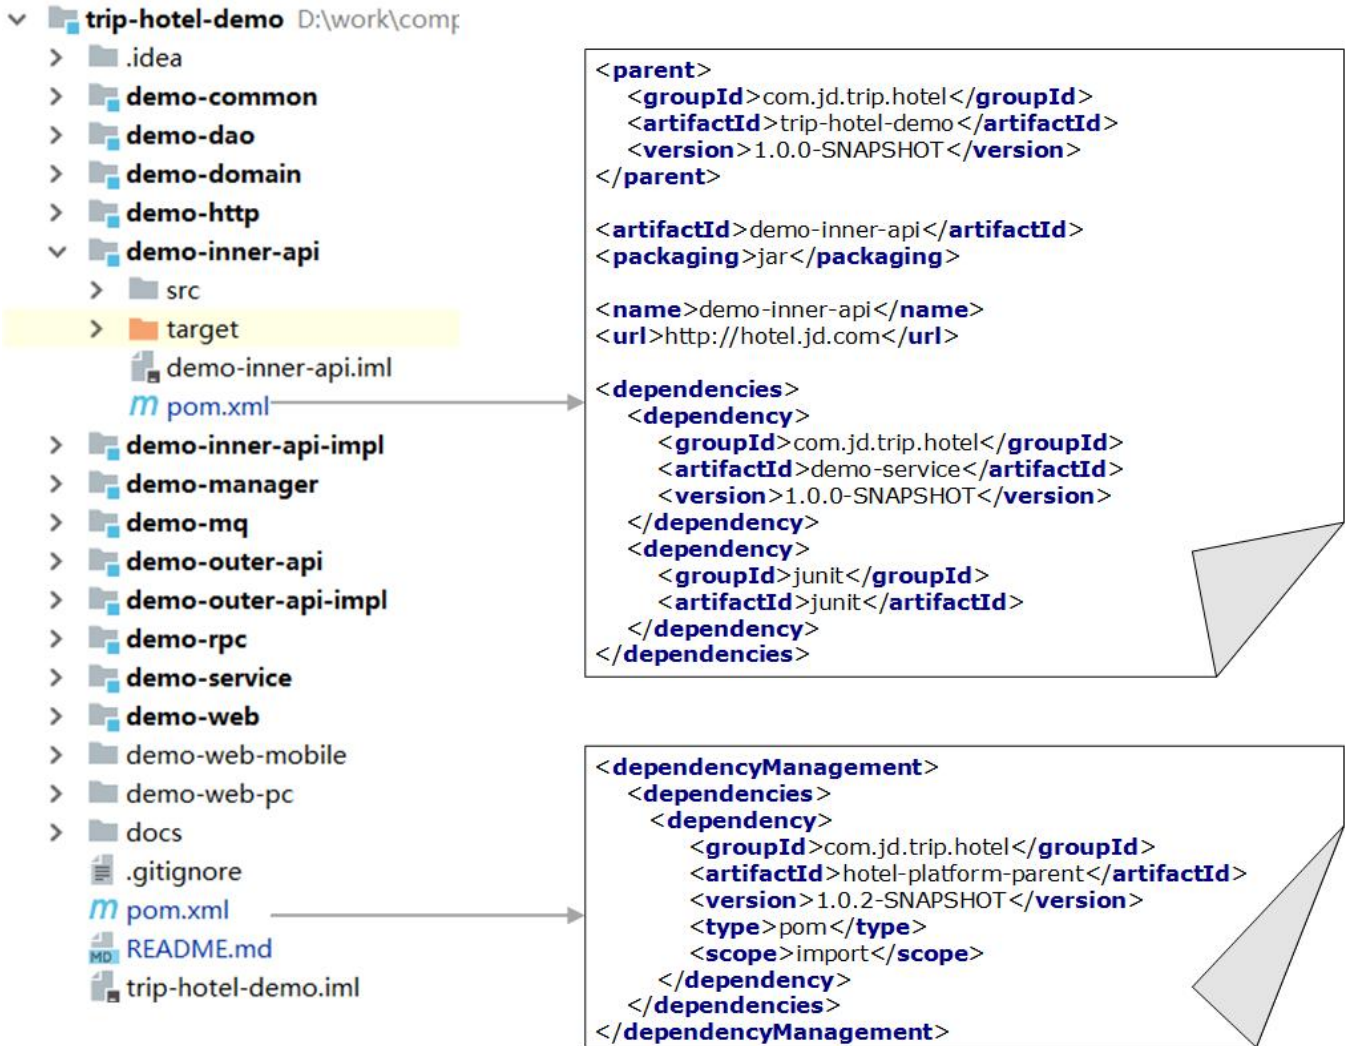 trip-hotel-demo D:\work\comp
.idea
demo-common
demo-dao
demo-domain
demo-http
demo-inner-api
src
target
demo-inner-api.iml
pom.xml
demo-inner-api-impl
demo-manager
demo-mq
demo-outer-api
demo-outer-api-impl
demo-rpc
demo-service
demo-web
demo-web-mobile
demo-web-pc
docs
.gitignore
pom.xml
MD README.md
trip-hotel-demo.iml
<parent>
<groupId>com.jd.trip.hotel</groupId>
<artifactId>trip-hotel-demo</artifactId>
<version>1.0.0-SNAPSHOT</version>
</parent>
<artifactId>demo-inner-api</artifactId>
<packaging>jar</packaging>
<name>demo-inner-api</name>
<url>http://hotel.jd.com</url>
<dependencies>
<dependency>
<groupId>com.jd.trip.hotel</groupId>
<artifactId>demo-service</artifactId>
<version>1.0.0-SNAPSHOT</version>
</dependency>
<dependency>
<groupId>junit</groupId>
<artifactId>junit</artifactId>
</dependency>
</dependencies>
<dependencyManagement>
<dependencies>
<dependency>
<groupId>com.jd.trip.hotel</groupId>
<artifactId>hotel-platform-parent</artifactId>
<version>1.0.2-SNAPSHOT</version>
<type>pom</type>
<scope>import</scope>
</dependency>
</dependencies>
</dependencyManagement>